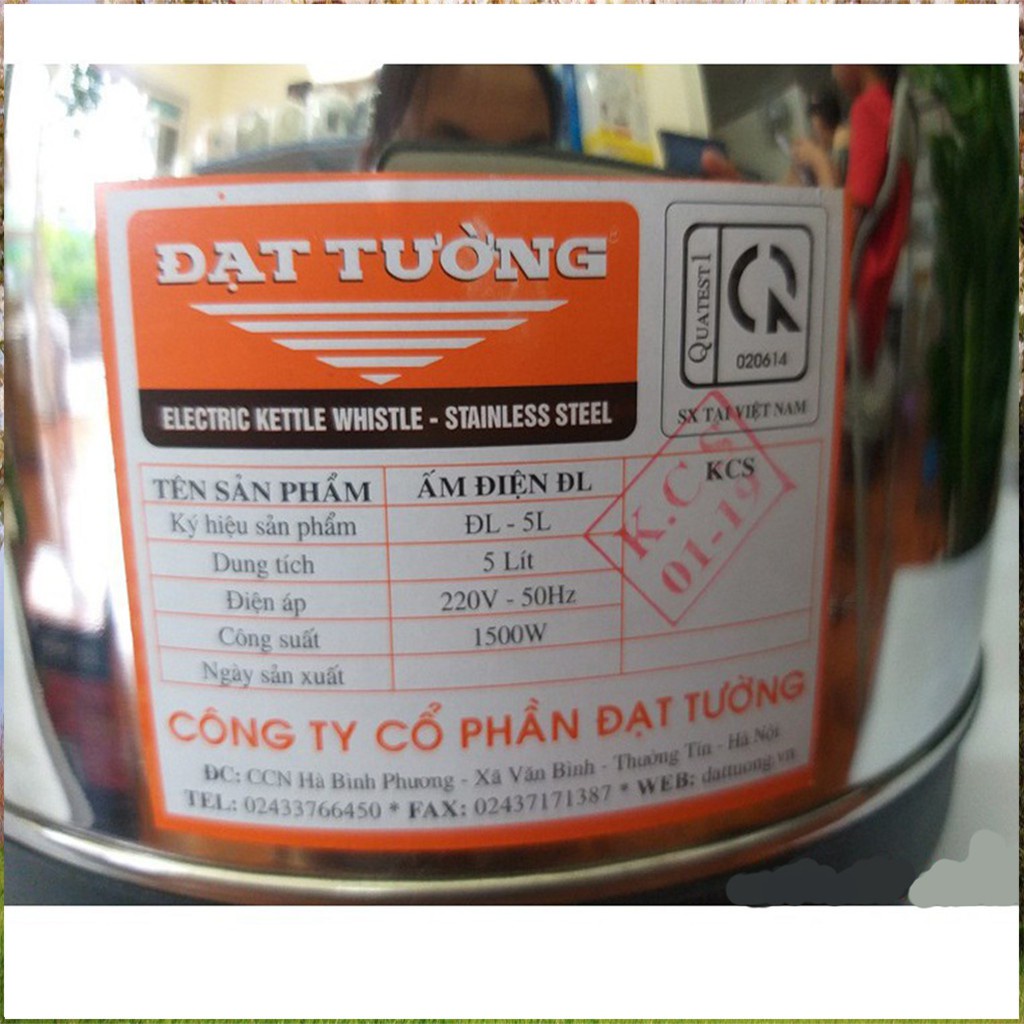 ĐẠT TƯỜNG
ELECTRIC KETTLE WHISTLE - STAINLESS STEEL
QUATEST 1
020614
SX TẠI VIỆT NAM
TÊN SẢN PHẨM ẤM ĐIỆN ĐL KCS
Ký hiệu sản phẩm ĐL - 5L
Dung tích 5 Lít
Điện áp 220V - 50Hz
Công suất 1500W
Ngày sản xuất
K.C.S
01-19
CÔNG TY CỔ PHẦN ĐẠT TƯỜNG
ĐC: CCN Hà Bình Phương - Xã Văn Bình - Thường Tín - Hà Nội
TEL: 02433766450 * FAX: 02437171387 * WEB: dattuong.vn